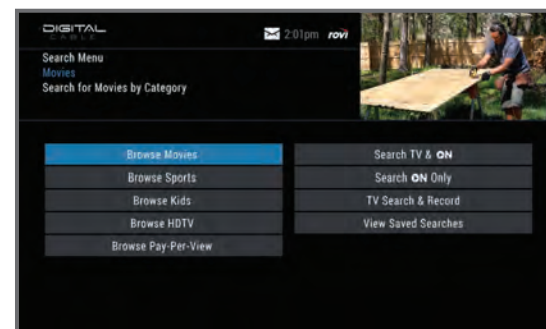 DIGITAL
CABLE
2:01pm rovi
Search Menu
Movies
Search for Movies by Category
Browse Movies
Browse Sports
Browse Kids
Browse HDTV
Browse Pay-Per-View
Search TV & ON
Search ON Only
TV Search & Record
View Saved Searches